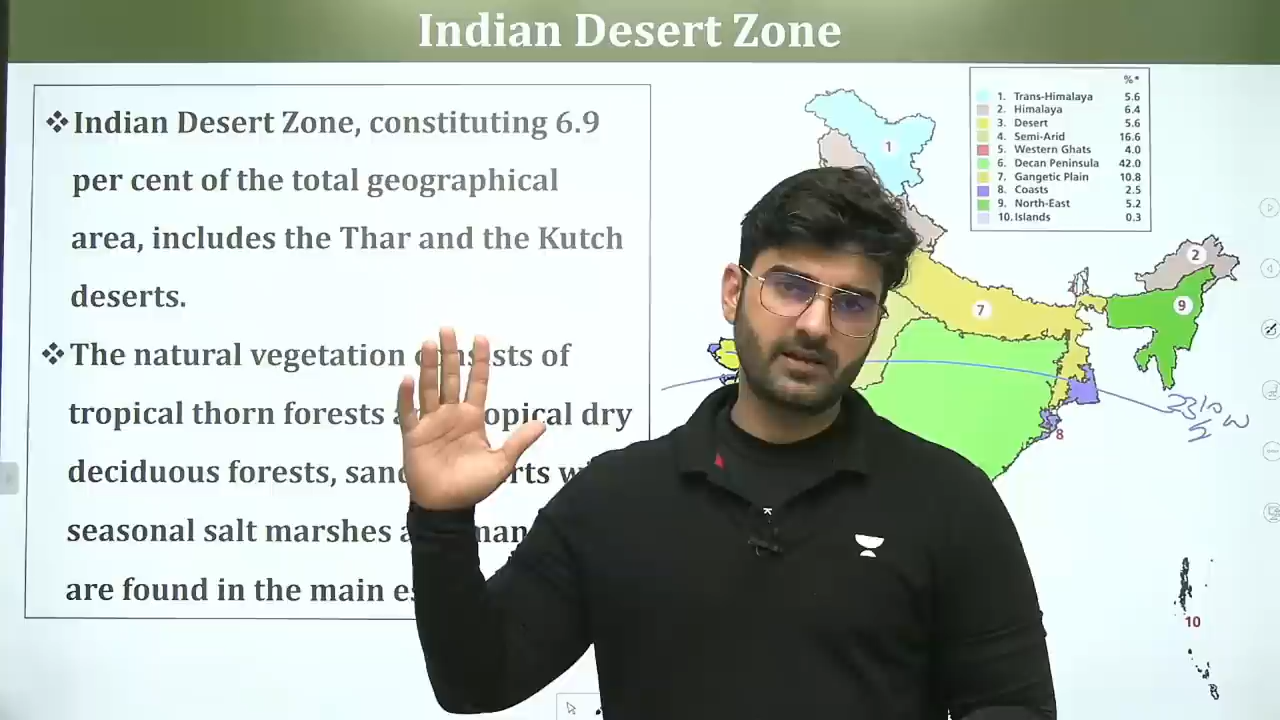 Indian Desert Zone
❖Indian Desert Zone, constituting 6.9
per cent of the total geographical
area, includes the Thar and the Kutch
deserts.
❖The natural vegetation of
tropical thorn forests dry
deciduous forests,
seasonal salt marshes
are found in the main
%*
1. Trans-Himalaya 5.6
2. Himalaya 6.4
3. Desert 5.6
4. Semi-Arid 16.6
5. Western Ghats 4.0
6. Decan Peninsula 42.0
7. Gangetic Plain 10.8
8. Coasts 2.5
9. North-East 5.2
10. Islands 0.3
1
2
9
7
8
10